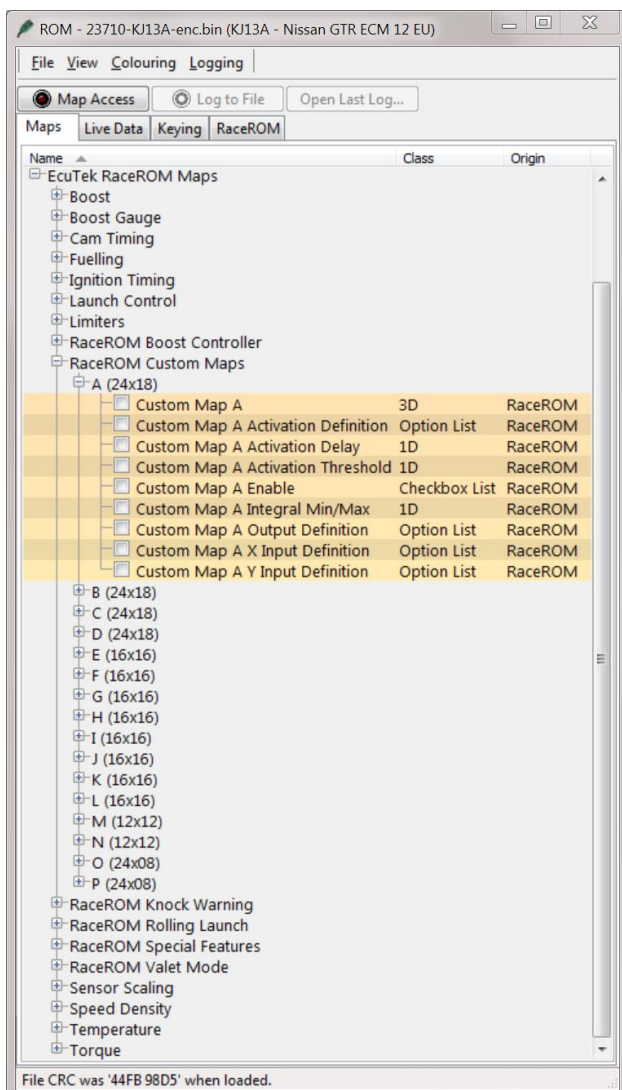 ROM - 23710-KJ13A-enc.bin (KJ13A - Nissan GTR ECM 12 EU)
File View Colouring Logging
Map Access Log to File Open Last Log...
Maps Live Data Keying RaceROM
Name Class Origin
EcuTek RaceROM Maps
Boost
Boost Gauge
Cam Timing
Fuelling
Ignition Timing
Launch Control
Limiters
RaceROM Boost Controller
RaceROM Custom Maps
A (24x18)
Custom Map A 3D RaceROM
Custom Map A Activation Definition Option List RaceROM
Custom Map A Activation Delay 1D RaceROM
Custom Map A Activation Threshold 1D RaceROM
Custom Map A Enable Checkbox List RaceROM
Custom Map A Integral Min/Max 1D RaceROM
Custom Map A Output Definition Option List RaceROM
Custom Map A X Input Definition Option List RaceROM
Custom Map A Y Input Definition Option List RaceROM
B (24x18)
C (24x18)
D (24x18)
E (16x16)
F (16x16)
G (16x16)
H (16x16)
I (16x16)
J (16x16)
K (16x16)
L (16x16)
M (12x12)
N (12x12)
O (24x08)
P (24x08)
RaceROM Knock Warning
RaceROM Rolling Launch
RaceROM Special Features
RaceROM Valet Mode
Sensor Scaling
Speed Density
Temperature
Torque
File CRC was '44FB 98D5' when loaded.